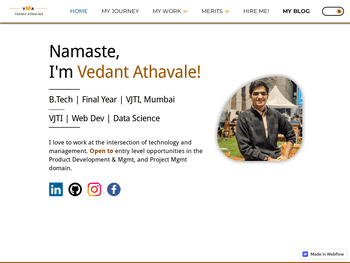 VMA
VEDANT ATHAVALE
HOME MY JOURNEY MY WORK MERITS HIRE ME! MY BLOG
Namaste,
I'm Vedant Athavale!
B.Tech | Final Year | VJTI, Mumbai
VJTI | Web Dev | Data Science
I love to work at the intersection of technology and
management. Open to entry level opportunities in the
Product Development & Mgmt, and Project Mgmt
domain.
Made in Webflow